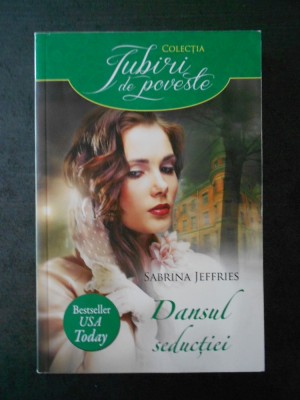 COLECȚIA
Iubiri
de poveste
SABRINA JEFFRIES
Dansul
seducției
Bestseller
USA
Today